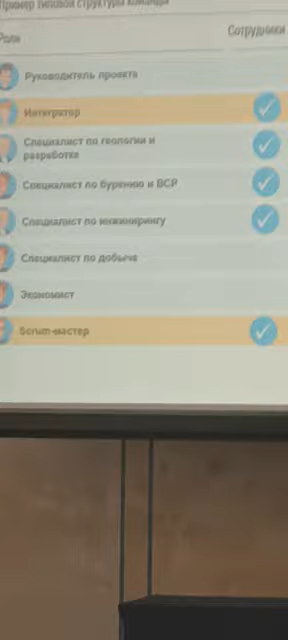 Пример типовой структуры команды
Роли
Сотрудники
Руководитель проекта
Интегратор
Специалист по геологии и
разработке
Специалист по бурению и ВСР
Специалист по инжинирингу
Специалист по добыче
Экономист
Scrum-мастер